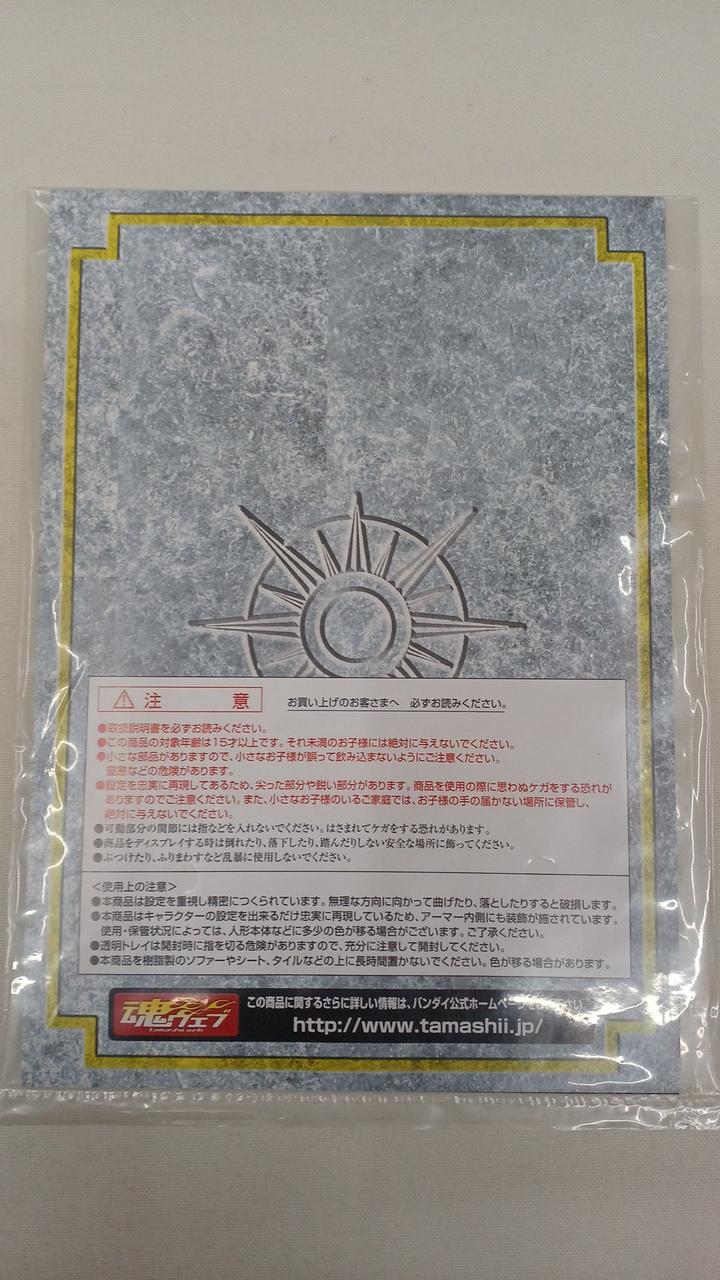 注　意
お買い上げのお客さまへ　必ずお読みください。
●取扱説明書を必ずお読みください。
●この商品の対象年齢は15才以上です。それ未満のお子様には絶対に与えないでください。
●小さな部品がありますので、小さなお子様が誤って飲み込まないようにご注意ください。
窒息などの危険があります。
●設定を忠実に再現してあるため、尖った部分や鋭い部分があります。商品を使用の際に思わぬケガをする恐れが
ありますのでご注意ください。また、小さなお子様のいるご家庭では、お子様の手の届かない場所に保管し、
絶対に与えないでください。
●可動部分の関節には指などを入れないでください。はさまれてケガをする恐れがあります。
●商品をディスプレイする時は倒れたり、落下したり、踏んだりしない安全な場所に飾ってください。
●ぶつけたり、ふりまわすなど乱暴に使用しないでください。
＜使用上の注意＞
●本商品は設定を重視し精密につくられています。無理な方向に向かって曲げたり、落としたりすると破損します。
●本商品はキャラクターの設定を出来るだけ忠実に再現しているため、アーマー内側にも装飾が施されています。
使用・保管状況によっては、人形本体などに多少の色が移る場合がございます。ご了承ください。
●透明トレイは開封時に指を切る危険がありますので、充分に注意して開封してください。
●本商品を樹脂製のソファーやシート、タイルなどの上に長時間置かないでください。色が移る場合があります。
魂ウェブ
tamashii web
この商品に関するさらに詳しい情報は、バンダイ公式ホームページ
http://www.tamashii.jp/